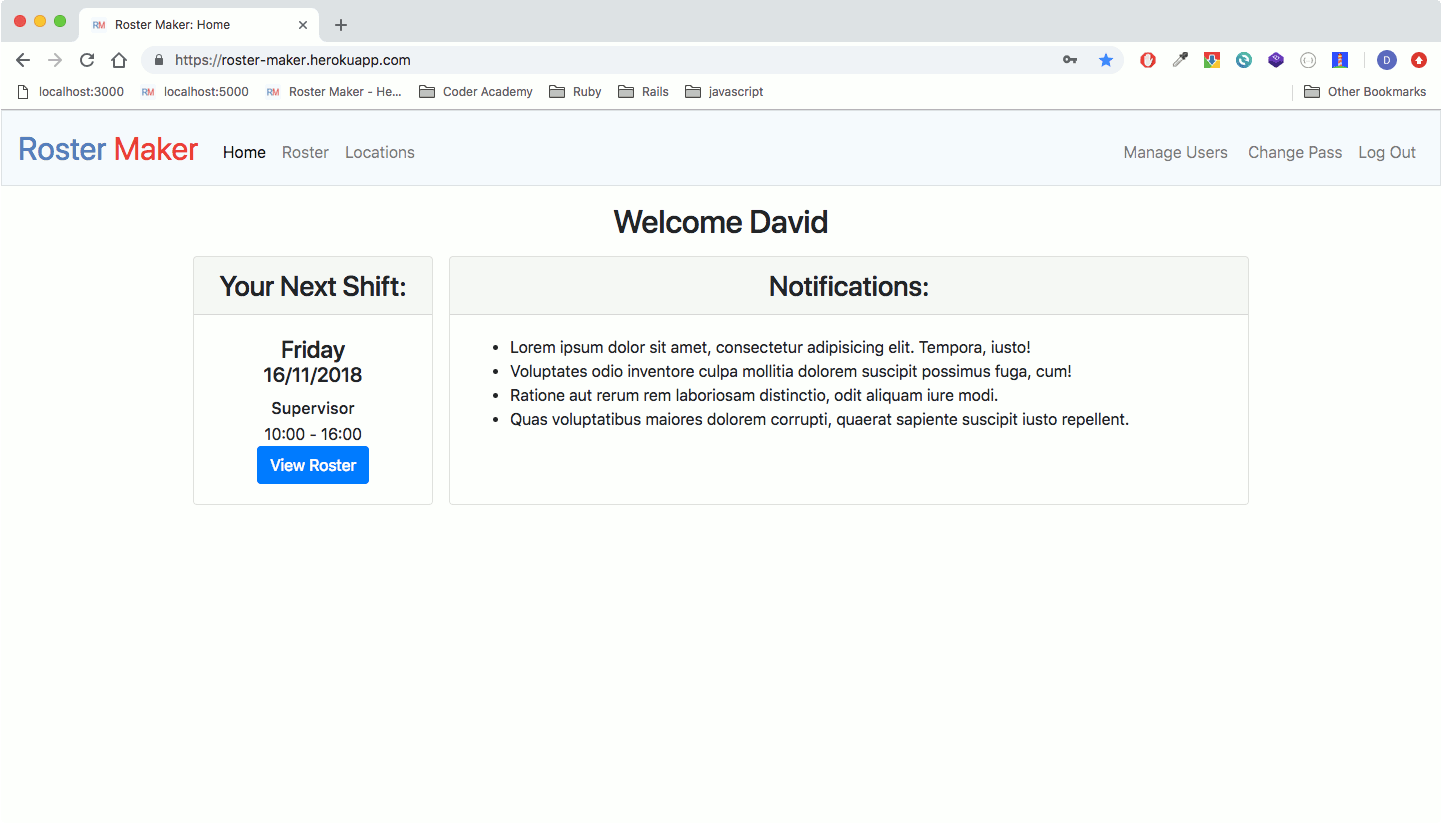 RM Roster Maker: Home
https://roster-maker.herokuapp.com
D
localhost:3000 RM localhost:5000 RM Roster Maker - He... Coder Academy Ruby Rails javascript Other Bookmarks
Roster Maker Home Roster Locations Manage Users Change Pass Log Out
Welcome David
Your Next Shift:
Friday
16/11/2018
Supervisor
10:00 - 16:00
View Roster
Notifications:
• Lorem ipsum dolor sit amet, consectetur adipisicing elit. Tempora, iusto!
• Voluptates odio inventore culpa mollitia dolorem suscipit possimus fuga, cum!
• Ratione aut rerum rem laboriosam distinctio, odit aliquam iure modi.
• Quas voluptatibus maiores dolorem corrupti, quaerat sapiente suscipit iusto repellent.